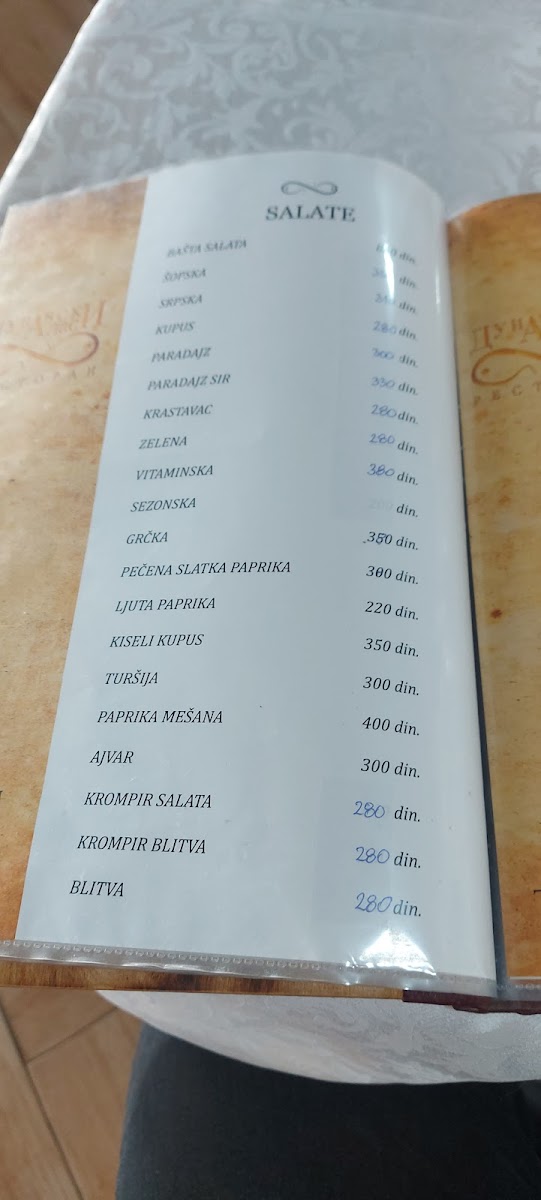 SALATE
BAŠTA SALATA din.
ŠOPSKA din.
SRPSKA din.
KUPUS 280 din.
PARADAJZ 300 din.
PARADAJZ SIR 330 din.
KRASTAVAC 280 din.
ZELENA 280 din.
VITAMINSKA 380 din.
SEZONSKA din.
GRČKA 350 din.
PEČENA SLATKA PAPRIKA 300 din.
LJUTA PAPRIKA 220 din.
KISELI KUPUS 350 din.
TURŠIJA 300 din.
PAPRIKA MEŠANA 400 din.
AJVAR 300 din.
KROMPIR SALATA 280 din.
KROMPIR BLITVA 280 din.
BLITVA 280 din.